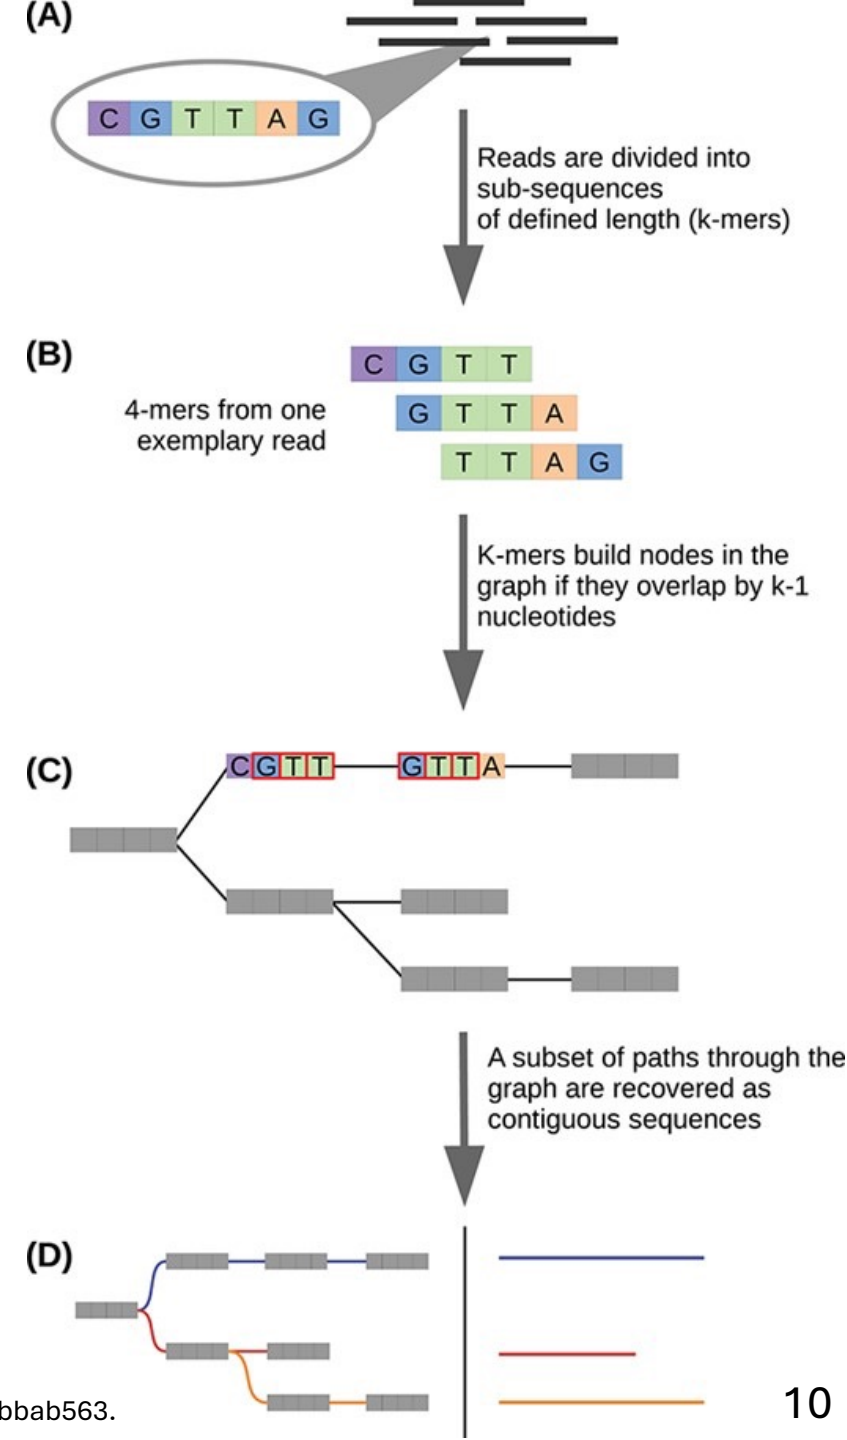 (A)
C G T T A G
Reads are divided into
sub-sequences
of defined length (k-mers)
(B)
C G T T
4-mers from one
exemplary read
G T T A
T T A G
K-mers build nodes in the
graph if they overlap by k-1
nucleotides
(C)
CGTT GTTA
A subset of paths through the
graph are recovered as
contiguous sequences
(D)
bbab563.
10